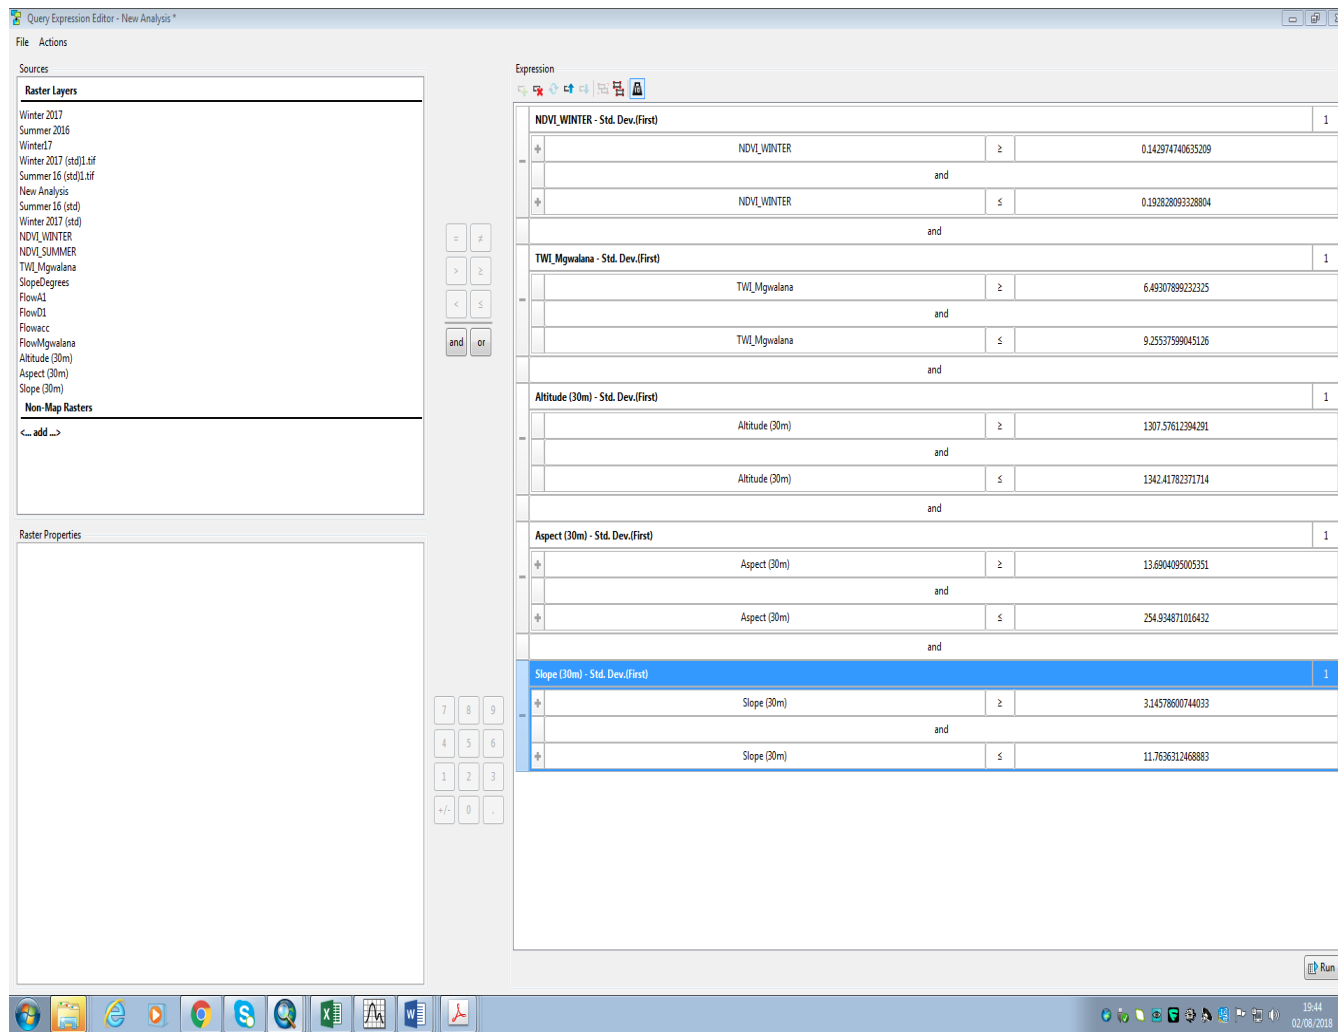 Query Expression Editor - New Analysis *
File Actions
Sources
Raster Layers
Winter 2017
Summer 2016
Winter17
Winter 2017 (std)1.tif
Summer 16 (std)1.tif
New Analysis
Summer 16 (std)
Winter 2017 (std)
NDVI_WINTER
NDVI_SUMMER
TWI_Mgwalana
SlopeDegrees
FlowA1
FlowD1
Flowacc
FlowMgwalana
Altitude (30m)
Aspect (30m)
Slope (30m)
Non-Map Rasters
<... add ...>
Raster Properties
= ≠
> ≥
< ≤
and or
7 8 9
4 5 6
1 2 3
+/- 0 .
Expression
NDVI_WINTER - Std. Dev.(First) 1
NDVI_WINTER ≥ 0.142974740635209
and
NDVI_WINTER ≤ 0.192828093328804
and
TWI_Mgwalana - Std. Dev.(First) 1
TWI_Mgwalana ≥ 6.49307899232325
and
TWI_Mgwalana ≤ 9.25537599045126
and
Altitude (30m) - Std. Dev.(First) 1
Altitude (30m) ≥ 1307.57612394291
and
Altitude (30m) ≤ 1342.41782371714
and
Aspect (30m) - Std. Dev.(First) 1
Aspect (30m) ≥ 13.6904095005351
and
Aspect (30m) ≤ 254.934871016432
and
Slope (30m) - Std. Dev.(First) 1
Slope (30m) ≥ 3.14578600744033
and
Slope (30m) ≤ 11.7636312468883
Run
19:44
02/08/2018